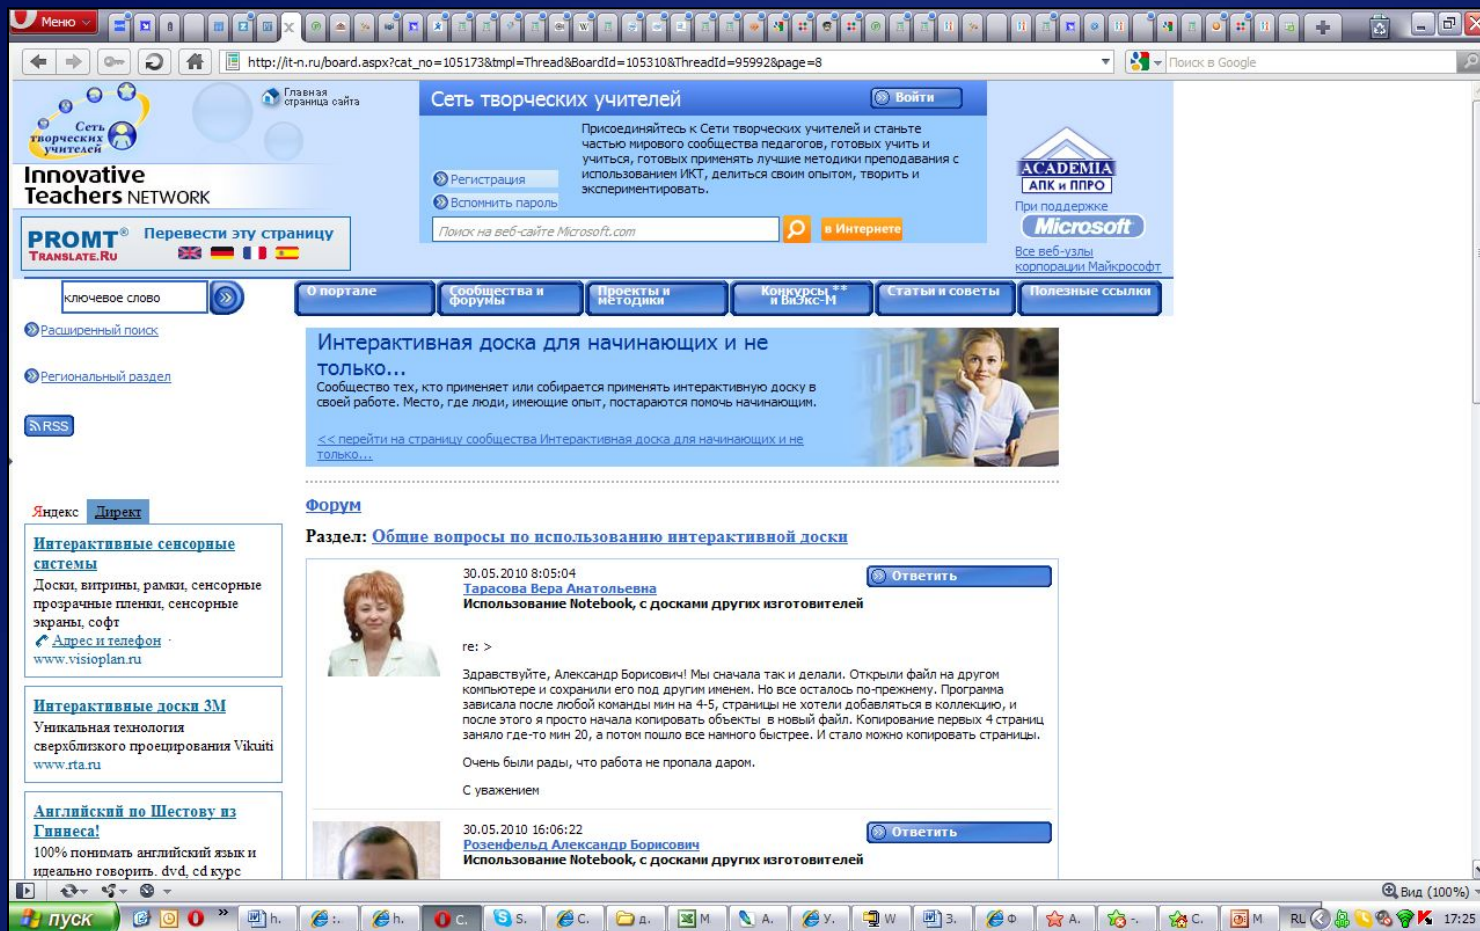 Меню
http://it-n.ru/board.aspx?cat_no=105173&tmpl=Thread&BoardId=105310&ThreadId=95992&page=8
Поиск в Google
Сеть
творческих
учителей
Главная
страница сайта
Innovative
Teachers NETWORK
PROMT®
TRANSLATE.RU
Перевести эту страницу
Сеть творческих учителей
Войти
Присоединяйтесь к Сети творческих учителей и станьте
частью мирового сообщества педагогов, готовых учить и
учиться, готовых применять лучшие методики преподавания с
использованием ИКТ, делиться своим опытом, творить и
экспериментировать.
Регистрация
Вспомнить пароль
Поиск на веб-сайте Microsoft.com
в Интернете
ACADEMIA
АПК и ППРО
При поддержке
Microsoft
Все веб-узлы
корпорации Майкрософт
ключевое слово
О портале
Сообщества и
форумы
Проекты и
методики
Конкурсы **
и ВиЭкс-М
Статьи и советы
Полезные ссылки
Расширенный поиск
Региональный раздел
RSS
Интерактивная доска для начинающих и не
только...
Сообщество тех, кто применяет или собирается применять интерактивную доску в
своей работе. Место, где люди, имеющие опыт, постараются помочь начинающим.
<< перейти на страницу сообщества Интерактивная доска для начинающих и не
только...
Яндекс Директ
Интерактивные сенсорные
системы
Доски, витрины, рамки, сенсорные
прозрачные пленки, сенсорные
экраны, софт
Адрес и телефон ·
www.visioplan.ru
Интерактивные доски 3М
Уникальная технология
сверхблизкого проецирования Vikuiti
www.rta.ru
Английский по Шестову из
Гиннеса!
100% понимать английский язык и
идеально говорить. dvd, cd курс
Форум
Раздел: Общие вопросы по использованию интерактивной доски
30.05.2010 8:05:04
Ответить
Тарасова Вера Анатольевна
Использование Notebook, с досками других изготовителей
re: >
Здравствуйте, Александр Борисович! Мы сначала так и делали. Открыли файл на другом
компьютере и сохранили его под другим именем. Но все осталось по-прежнему. Программа
зависала после любой команды мин на 4-5, страницы не хотели добавляться в коллекцию, и
после этого я просто начала копировать объекты в новый файл. Копирование первых 4 страниц
заняло где-то мин 20, а потом пошло все намного быстрее. И стало можно копировать страницы.
Очень были рады, что работа не пропала даром.
С уважением
30.05.2010 16:06:22
Ответить
Розенфельд Александр Борисович
Использование Notebook, с досками других изготовителей
Вид (100%)
пуск
h.
:.
h.
С.
S.
С.
д.
М
А.
У.
W
З.
Ф
А.
-.
С.
М
RL
17:25